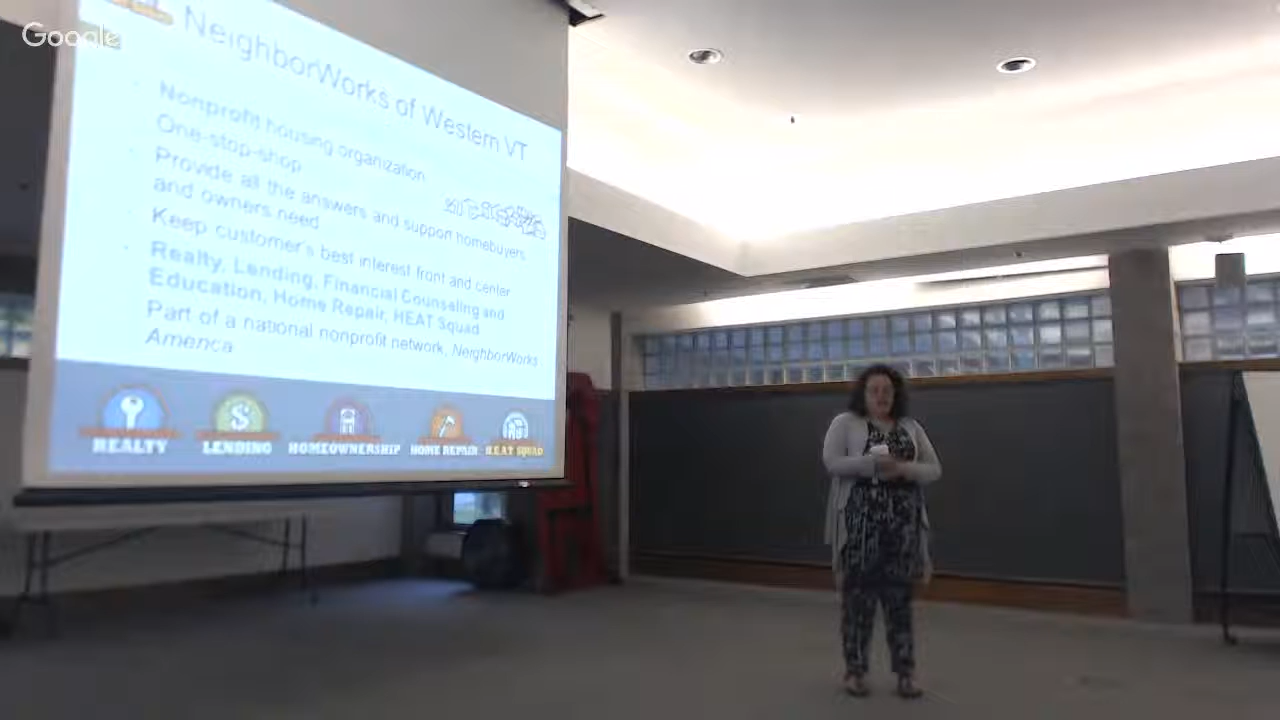 Google
NeighborWorks of Western VT
Nonprofit housing organization
One-stop-shop
Provide all the answers and support homebuyers
and owners need
Keep customer's best interest front and center
Realty, Lending, Financial Counseling and
Education, Home Repair, HEAT Squad
Part of a national nonprofit network, NeighborWorks
America
REALTY
LENDING
HOMEOWNERSHIP
HOME REPAIR
H.E.A.T SQUAD